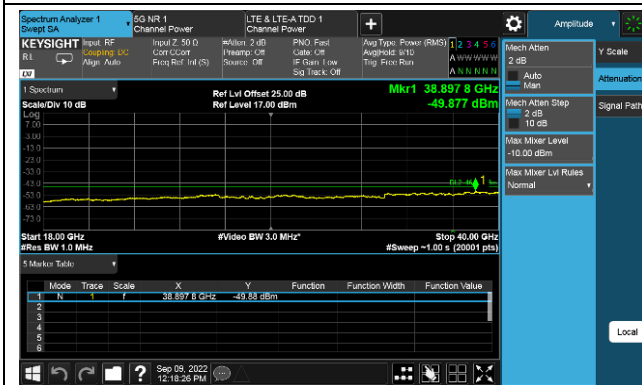 Spectrum Analyzer 1
Swept SA
5G NR 1
Channel Power
LTE & LTE-A TDD 1
Channel Power
Amplitude
KEYSIGHT
RL
Input: RF
Coupling: DC
Align: Auto
Input Z: 50 Ω
Corr CCorr
Freq Ref: Int (S)
#Atten: 2 dB
Preamp: Off
Source: Off
PNO: Fast
Gate: Off
IF Gain: Low
Sig Track: Off
Avg Type: Power (RMS)
Avg|Hold: 9/10
Trig: Free Run
1 2 3 4 5 6
A W W W W W
A N N N N N
1 Spectrum
Scale/Div 10 dB
Ref Lvl Offset 25.00 dB
Ref Level 17.00 dBm
Mkr1 38.897 8 GHz
-49.877 dBm
Log
7.00
-3.00
-13.0
-23.0
-33.0
-43.0
-53.0
-63.0
-73.0
1
Start 18.00 GHz
#Res BW 1.0 MHz
#Video BW 3.0 MHz*
Stop 40.00 GHz
#Sweep ~1.00 s (20001 pts)
5 Marker Table
Mode Trace Scale X Y Function Function Width Function Value
1 N 1 f 38.897 8 GHz -49.88 dBm
2
3
4
5
6
Sep 09, 2022
12:18:26 PM
Mech Atten
2 dB
Auto
Man
Mech Atten Step
2 dB
10 dB
Max Mixer Level
-10.00 dBm
Max Mixer Lvl Rules
Normal
Y Scale
Attenuation
Signal Path
Local